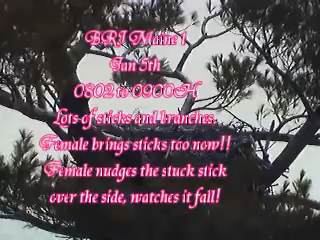 BRI Maine 1
Jan 5th
0802 to 0900H
Lots of sticks and branches.
Female brings sticks too now!!
Female nudges the stuck stick
over the side, watches it fall!